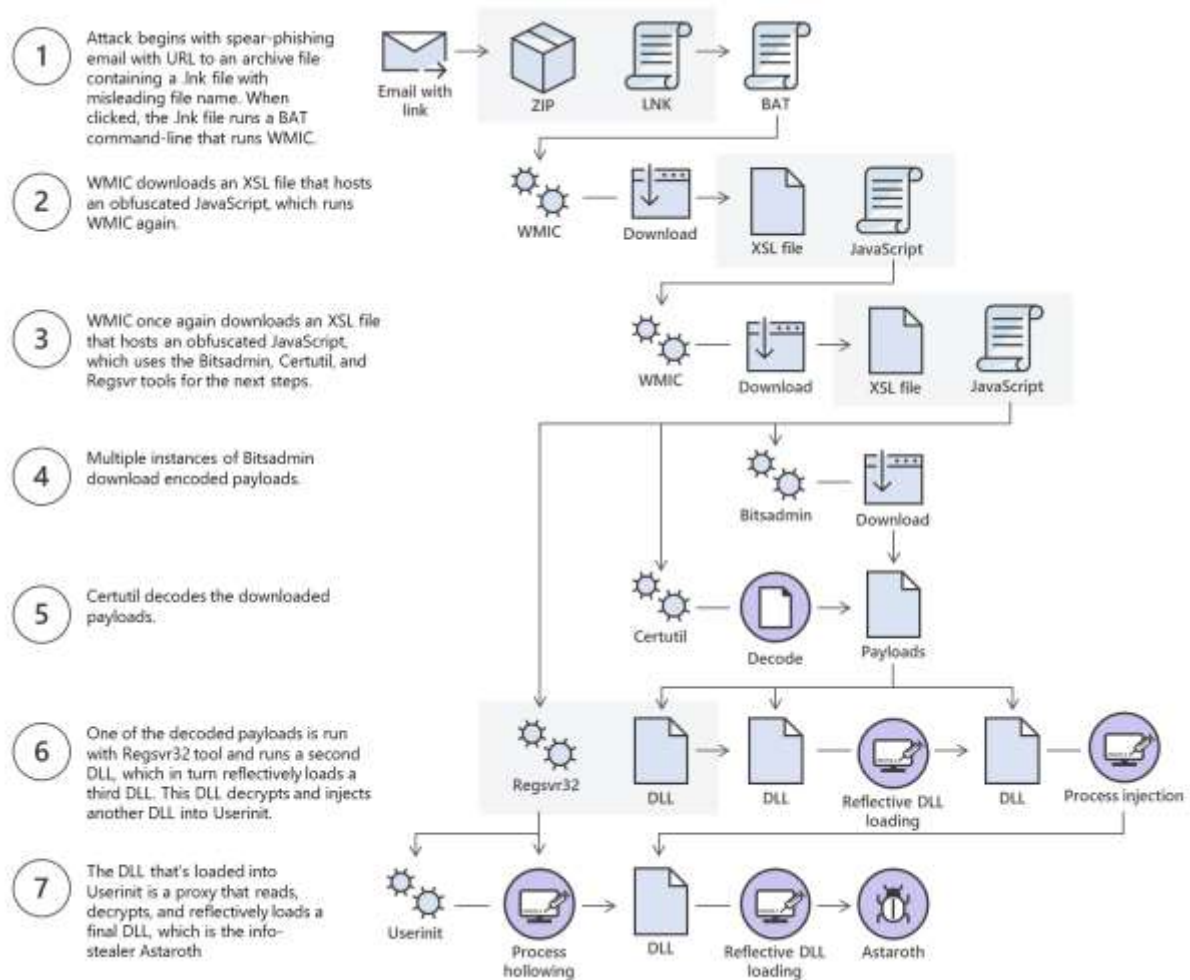 1
Attack begins with spear-phishing
email with URL to an archive file
containing a .lnk file with
misleading file name. When
clicked, the .lnk file runs a BAT
command-line that runs WMIC.
Email with
link
ZIP
LNK
BAT
2
WMIC downloads an XSL file that hosts
an obfuscated JavaScript, which runs
WMIC again.
WMIC
Download
XSL file
JavaScript
3
WMIC once again downloads an XSL file
that hosts an obfuscated JavaScript,
which uses the Bitsadmin, Certutil, and
Regsvr tools for the next steps.
WMIC
Download
XSL file
JavaScript
4
Multiple instances of Bitsadmin
download encoded payloads.
Bitsadmin
Download
5
Certutil decodes the downloaded
payloads.
Certutil
Decode
Payloads
6
One of the decoded payloads is run
with Regsvr32 tool and runs a second
DLL, which in turn reflectively loads a
third DLL. This DLL decrypts and injects
another DLL into Userinit.
Regsvr32
DLL
DLL
Reflective DLL
loading
DLL
Process injection
7
The DLL that's loaded into
Userinit is a proxy that reads,
decrypts, and reflectively loads a
final DLL, which is the info-
stealer Astaroth
Userinit
Process
hollowing
DLL
Reflective DLL
loading
Astaroth